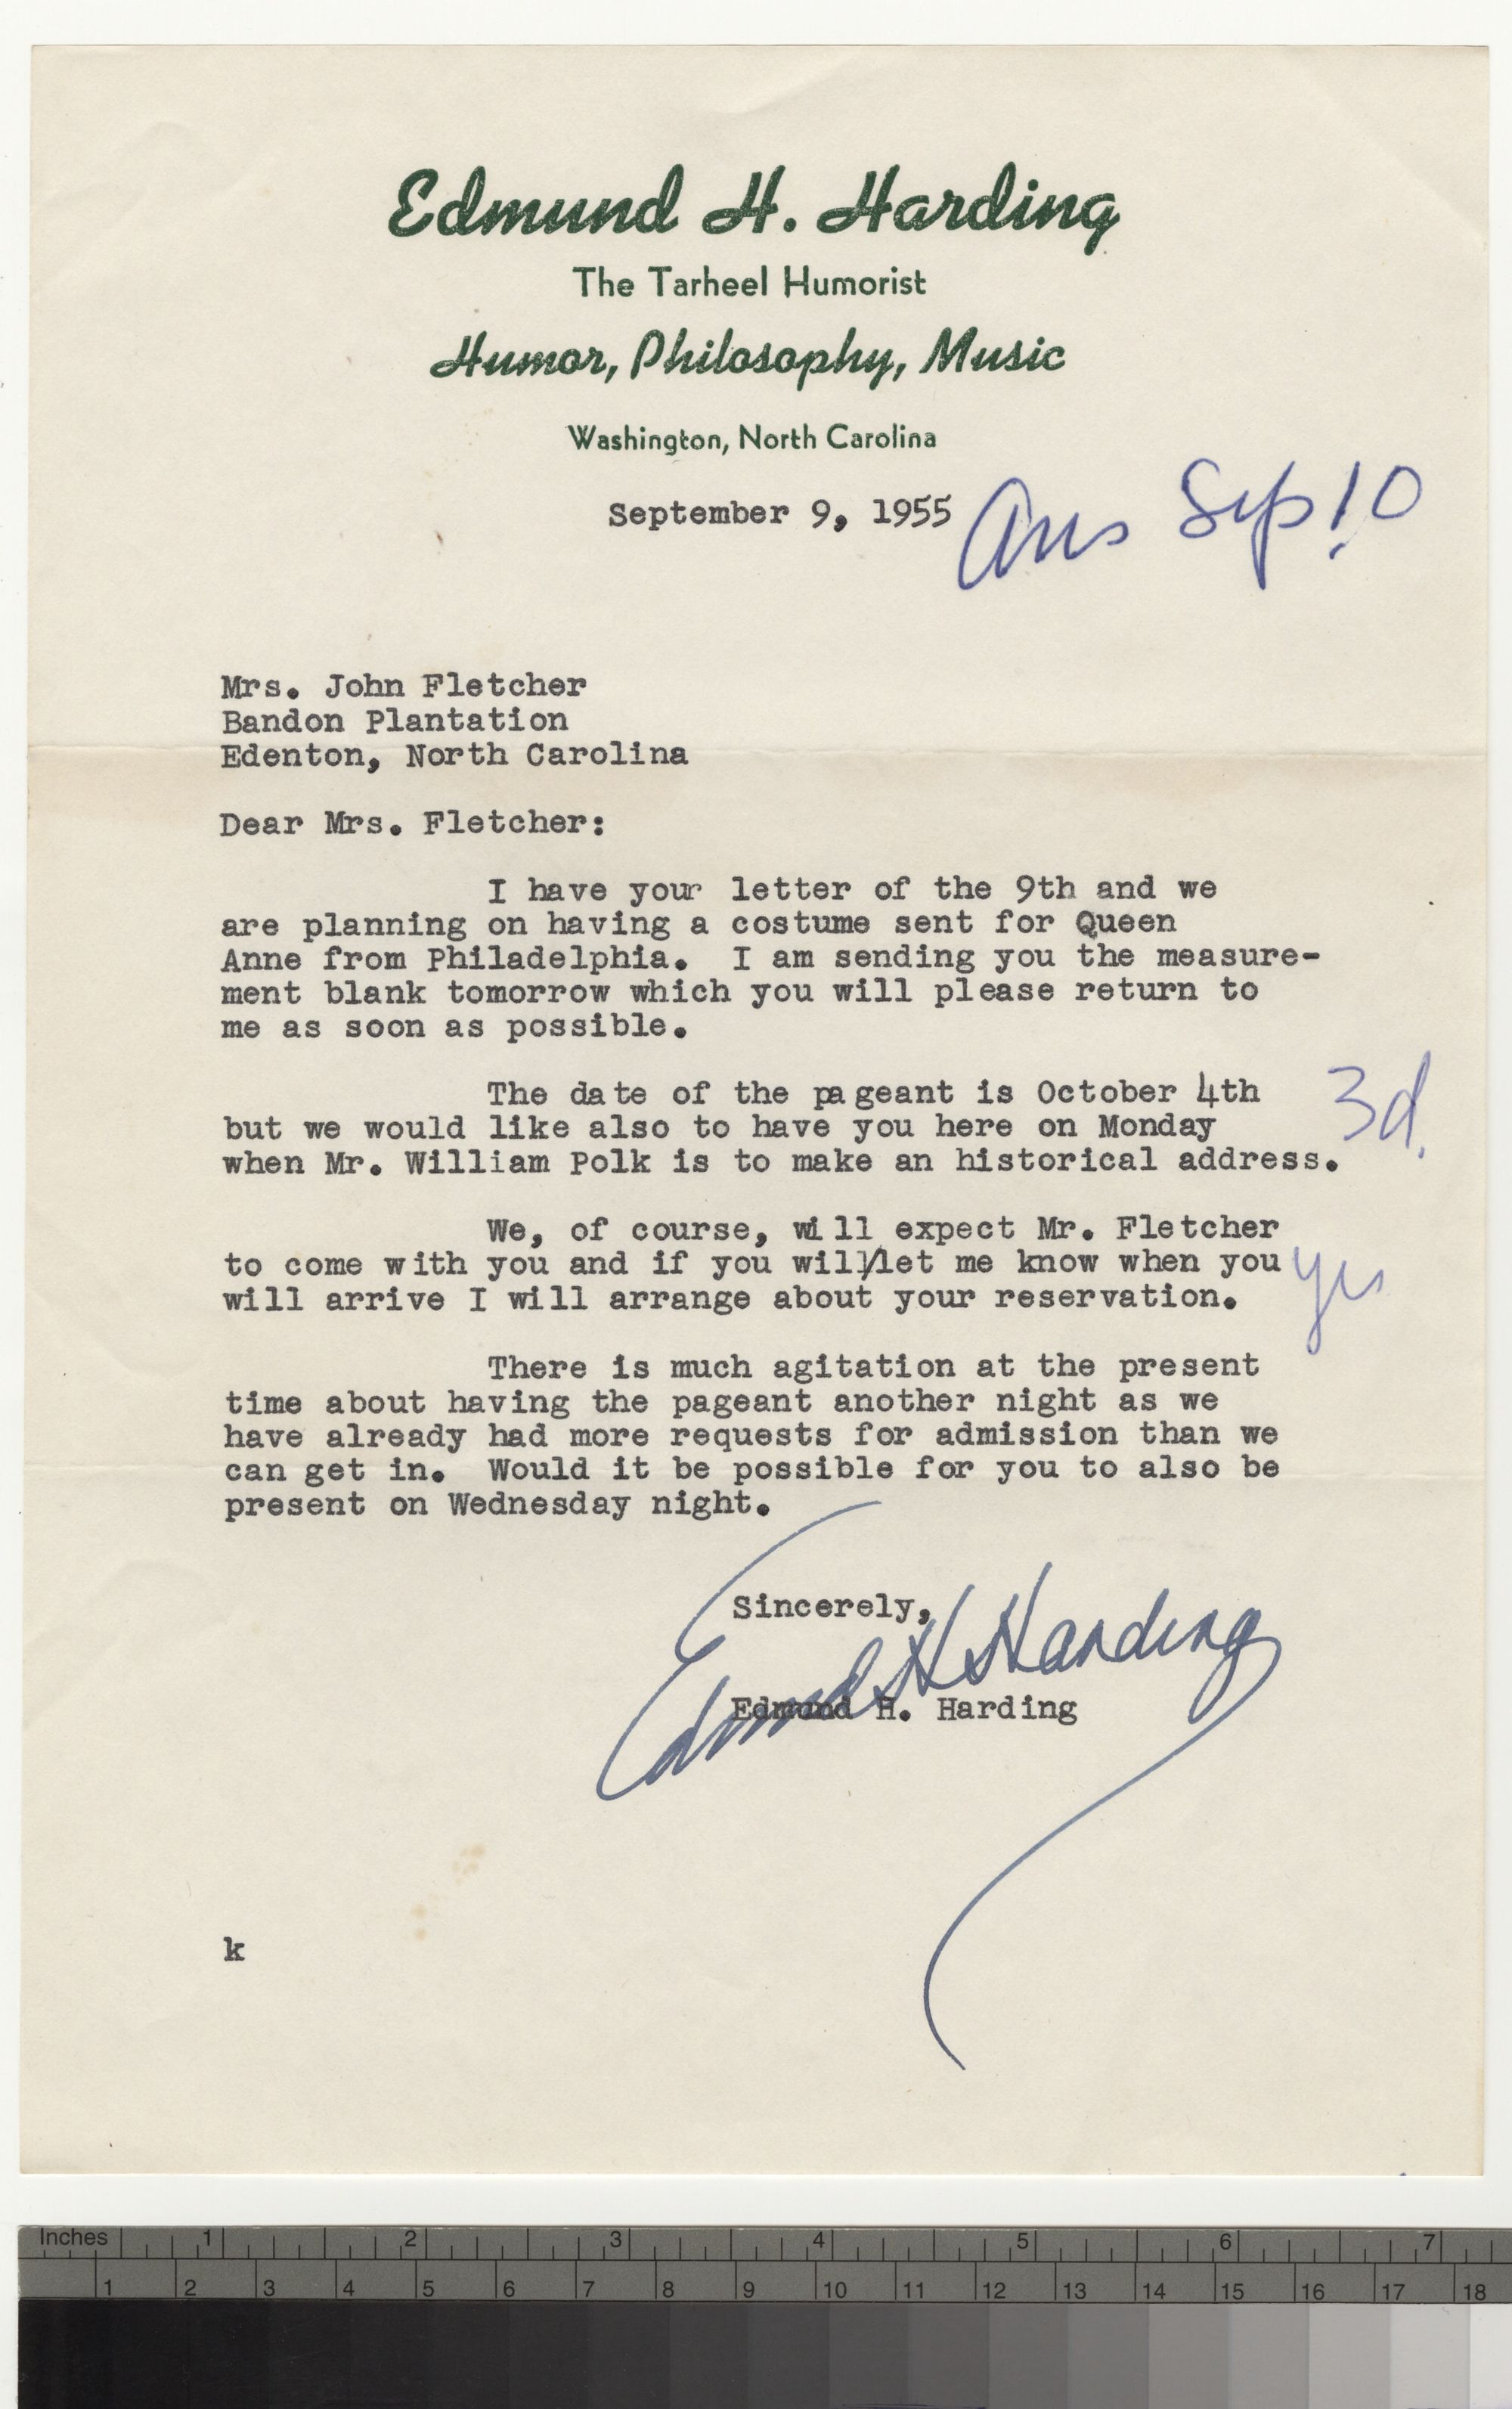 Edmund H. Harding
The Tarheel Humorist
Humor, Philosophy, Music
Washington, North Carolina
September 9, 1955 Ans Sep 10
Mrs. John Fletcher
Bandon Plantation
Edenton, North Carolina
Dear Mrs. Fletcher:
I have your letter of the 9th and we
are planning on having a costume sent for Queen
Anne from Philadelphia. I am sending you the measure-
ment blank tomorrow which you will please return to
me as soon as possible.
The date of the pageant is October 4th
but we would like also to have you here on Monday 3d.
when Mr. William Polk is to make an historical address.
We, of course, will expect Mr. Fletcher
to come with you and if you will/let me know when you yes
will arrive I will arrange about your reservation.
There is much agitation at the present
time about having the pageant another night as we
have already had more requests for admission than we
can get in. Would it be possible for you to also be
present on Wednesday night.
Sincerely,
Edmund H Harding
Edmund H. Harding
k
Inches 1 2 3 4 5 6 7
1 2 3 4 5 6 7 8 9 10 11 12 13 14 15 16 17 18